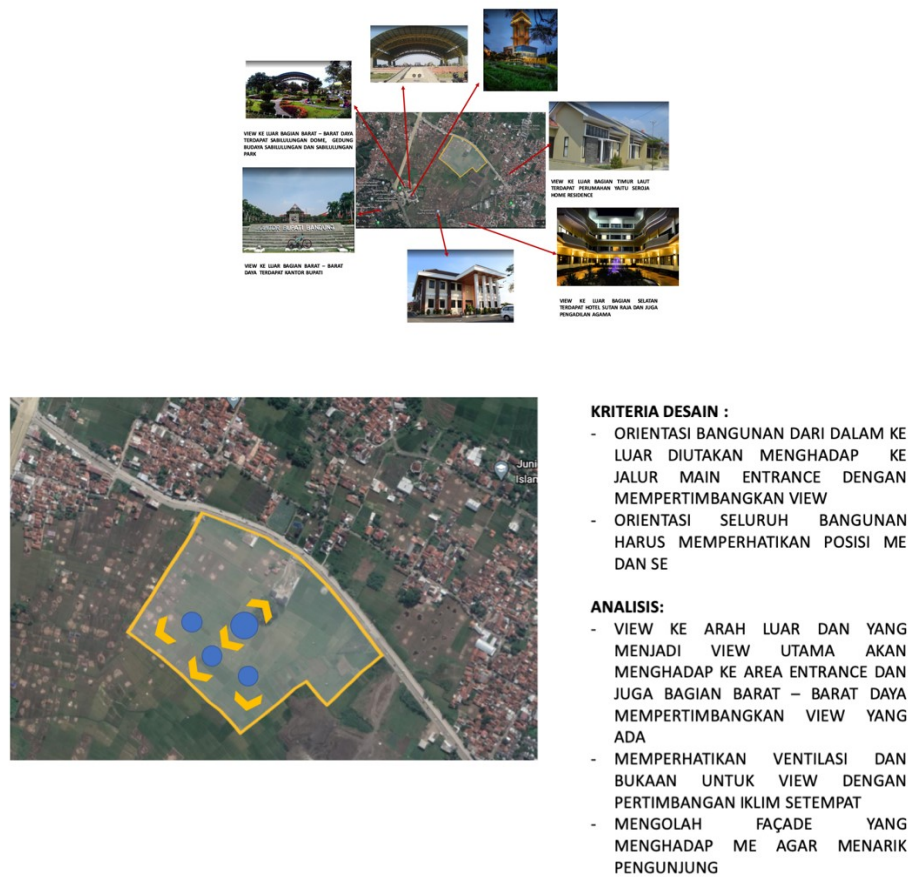 VIEW KE LUAR BAGIAN BARAT – BARAT DAYA
TERDAPAT SABILULUNGAN DOME, GEDUNG
BUDAYA SABILULUNGAN DAN SABILULUNGAN
PARK
VIEW KE LUAR BAGIAN TIMUR LAUT
TERDAPAT PERUMAHAN YAITU SEROJA
HOME RESIDENCE
KANTOR BUPATI BANDUNG
VIEW KE LUAR BAGIAN BARAT – BARAT
DAYA TERDAPAT KANTOR BUPATI
VIEW KE LUAR BAGIAN SELATAN
TERDAPAT HOTEL SUTAN RAJA DAN JUGA
PENGADILAN AGAMA
Juni
Islan
KRITERIA DESAIN :
- ORIENTASI BANGUNAN DARI DALAM KE
LUAR DIUTAKAN MENGHADAP KE
JALUR MAIN ENTRANCE DENGAN
MEMPERTIMBANGKAN VIEW
- ORIENTASI SELURUH BANGUNAN
HARUS MEMPERHATIKAN POSISI ME
DAN SE
ANALISIS:
- VIEW KE ARAH LUAR DAN YANG
MENJADI VIEW UTAMA AKAN
MENGHADAP KE AREA ENTRANCE DAN
JUGA BAGIAN BARAT – BARAT DAYA
MEMPERTIMBANGKAN VIEW YANG
ADA
- MEMPERHATIKAN VENTILASI DAN
BUKAAN UNTUK VIEW DENGAN
PERTIMBANGAN IKLIM SETEMPAT
- MENGOLAH FAÇADE YANG
MENGHADAP ME AGAR MENARIK
PENGUNJUNG